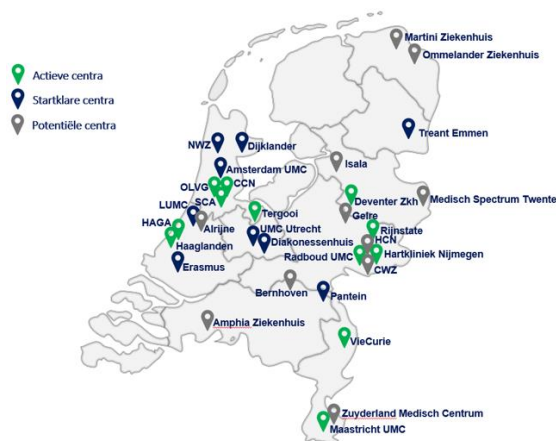 Martini Ziekenhuis
Ommelander Ziekenhuis
Actieve centra
Startklare centra
Potentiële centra
Treant Emmen
NWZ
Dijklander
Isala
Amsterdam UMC
OLVG
CCN
SCA
Deventer Zkh
Medisch Spectrum Twente
LUMC
Tergooi
Gelre
HAGA
Alrijne
UMC Utrecht
Rijnstate
Haaglanden
Diakonessenhuis
HCN
Radboud UMC
Hartkliniek Nijmegen
Erasmus
CWZ
Bernhoven
Pantein
Amphia Ziekenhuis
VieCurie
Zuyderland Medisch Centrum
Maastricht UMC